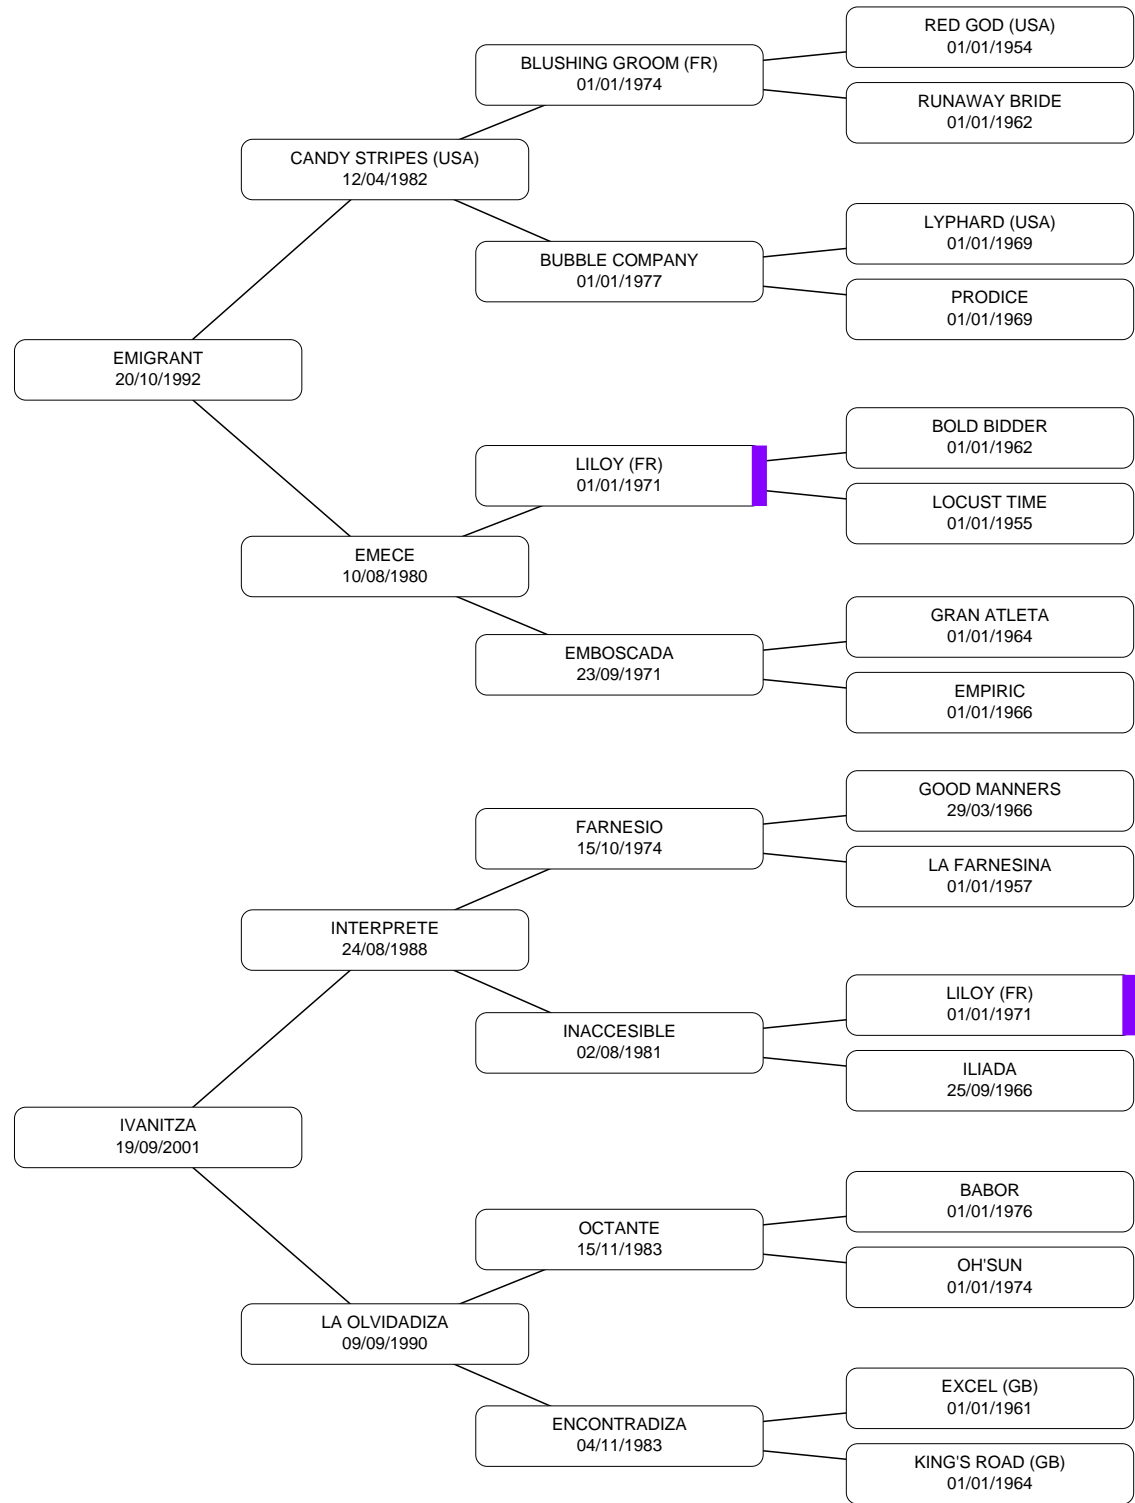 RED GOD (USA)
01/01/1954
BLUSHING GROOM (FR)
01/01/1974
RUNAWAY BRIDE
01/01/1962
CANDY STRIPES (USA)
12/04/1982
LYPHARD (USA)
01/01/1969
BUBBLE COMPANY
01/01/1977
PRODICE
01/01/1969
EMIGRANT
20/10/1992
BOLD BIDDER
01/01/1962
LILOY (FR)
01/01/1971
LOCUST TIME
01/01/1955
EMECE
10/08/1980
GRAN ATLETA
01/01/1964
EMBOSCADA
23/09/1971
EMPIRIC
01/01/1966
GOOD MANNERS
29/03/1966
FARNESIO
15/10/1974
LA FARNESINA
01/01/1957
INTERPRETE
24/08/1988
LILOY (FR)
01/01/1971
INACCESIBLE
02/08/1981
ILIADA
25/09/1966
IVANITZA
19/09/2001
BABOR
01/01/1976
OCTANTE
15/11/1983
OH'SUN
01/01/1974
LA OLVIDADIZA
09/09/1990
EXCEL (GB)
01/01/1961
ENCONTRADIZA
04/11/1983
KING'S ROAD (GB)
01/01/1964